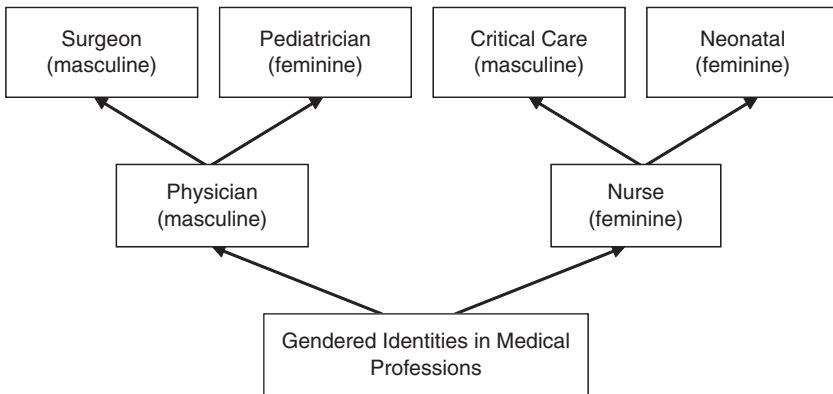 Surgeon
(masculine)
Pediatrician
(feminine)
Critical Care
(masculine)
Neonatal
(feminine)
Physician
(masculine)
Nurse
(feminine)
Gendered Identities in Medical
Professions